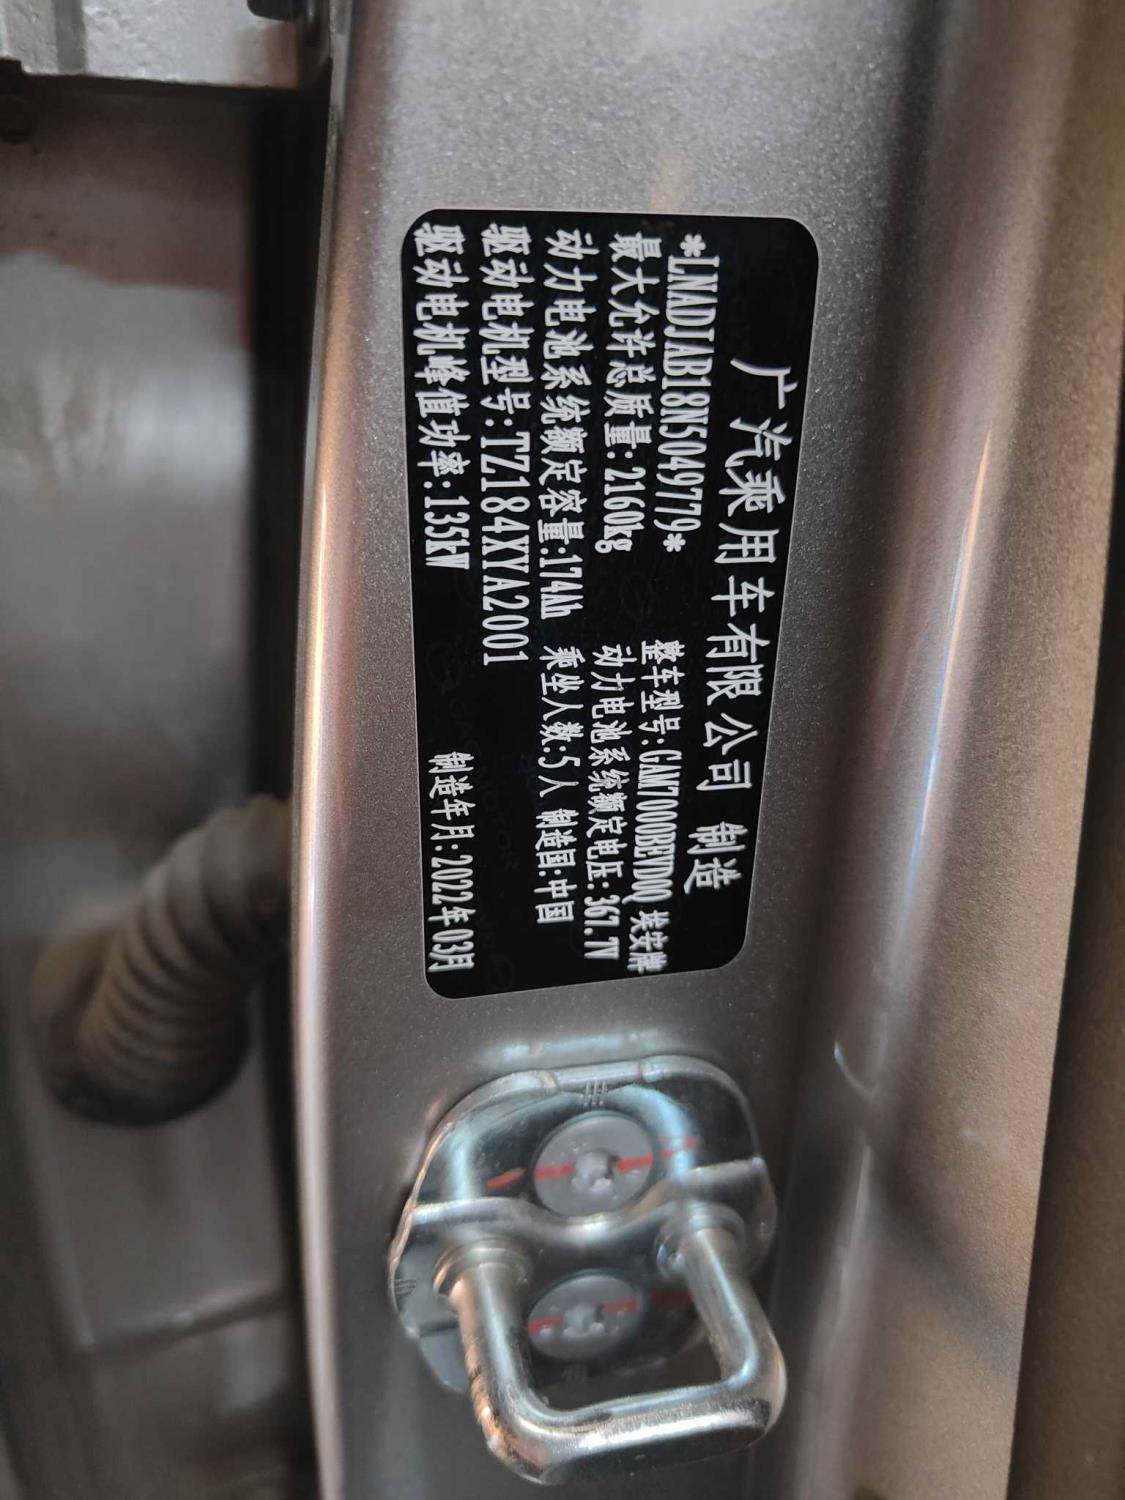 广汽乘用车有限公司 制造
*LNADJAB18N5049779* 整车型号:GAM7000BEVD0Q 埃安牌
最大允许总质量:2160kg 动力电池系统额定电压:367.7V
动力电池系统额定容量:174Ah 乘坐人数:5人 制造国:中国
驱动电机型号:TZ184XYA2001
驱动电机峰值功率:135kW 制造年月:2022年03月